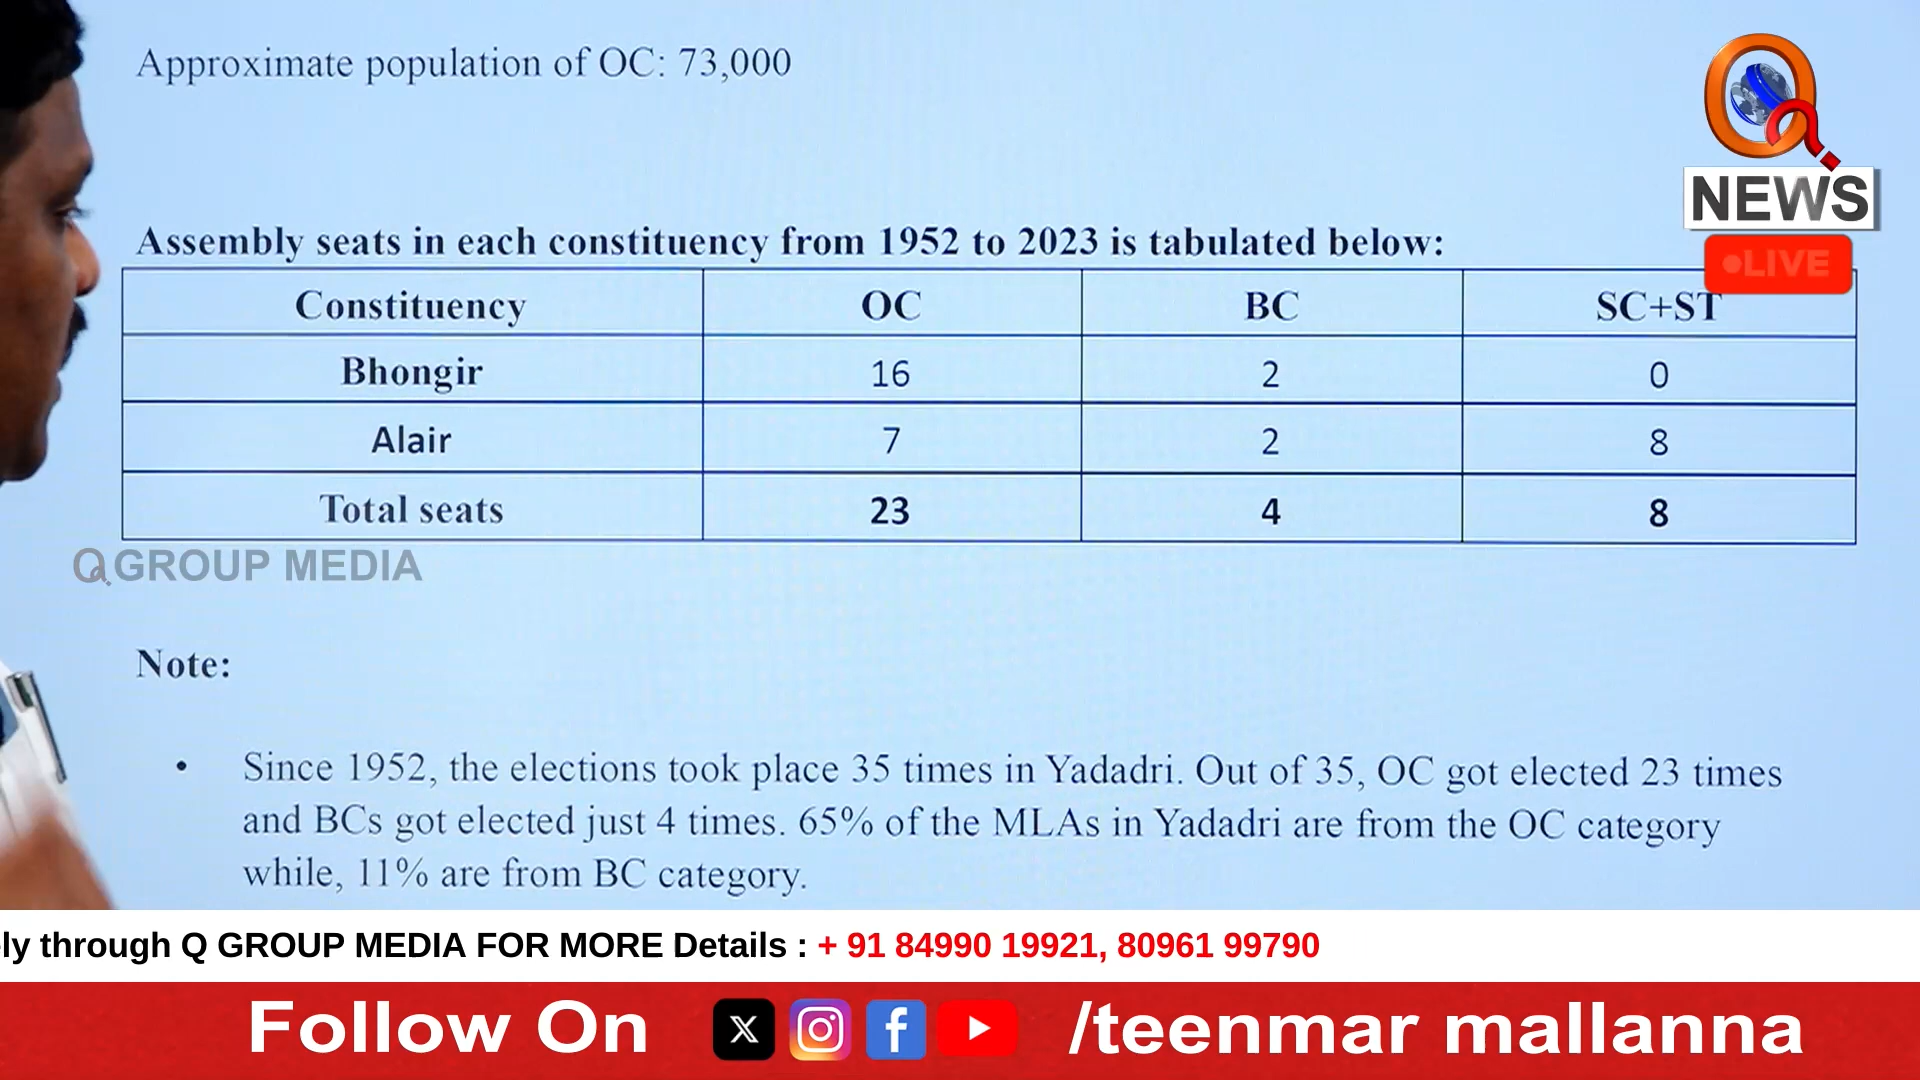 Approximate population of OC: 73,000
NEWS
LIVE
Assembly seats in each constituency from 1952 to 2023 is tabulated below:
Constituency OC BC SC+ST
Bhongir 16 2 0
Alair 7 2 8
Total seats 23 4 8
Q GROUP MEDIA
Note:
• Since 1952, the elections took place 35 times in Yadadri. Out of 35, OC got elected 23 times
and BCs got elected just 4 times. 65% of the MLAs in Yadadri are from the OC category
while, 11% are from BC category.
ly through Q GROUP MEDIA FOR MORE Details : + 91 84990 19921, 80961 99790
Follow On /teenmar mallanna